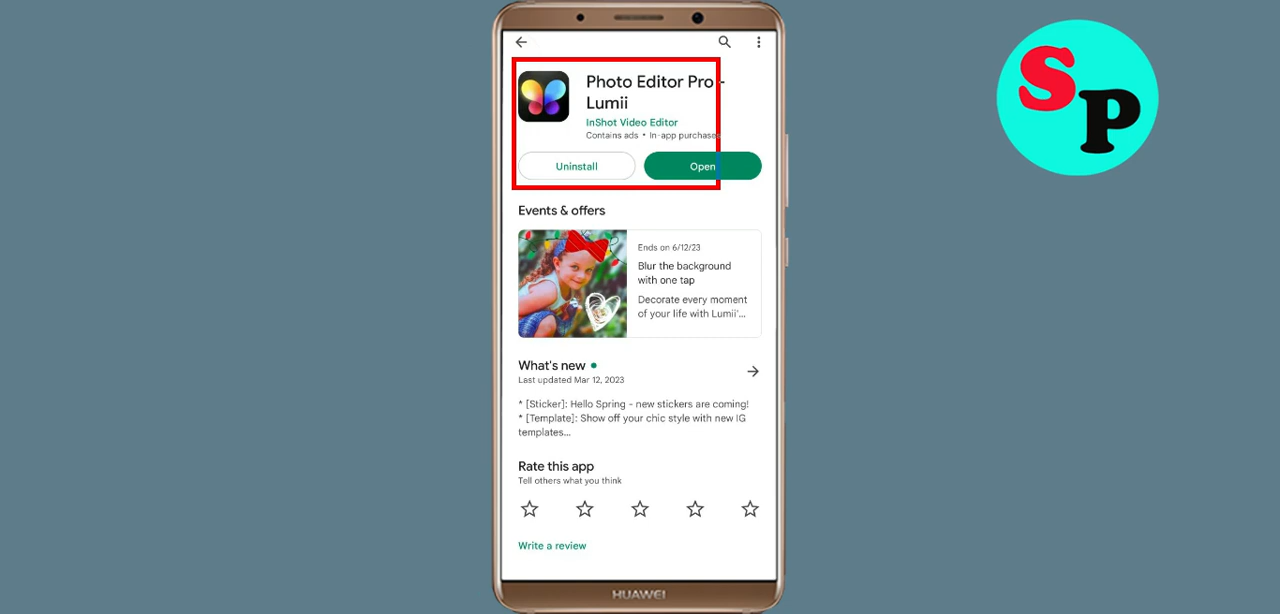 Photo Editor Pro -
Lumii
InShot Video Editor
Contains ads • In-app purchases
Uninstall
Open
Events & offers
Ends on 6/12/23
Blur the background
with one tap
Decorate every moment
of your life with Lumii'...
What's new
Last updated Mar 12, 2023
* [Sticker]: Hello Spring - new stickers are coming!
* [Template]: Show off your chic style with new IG
templates...
Rate this app
Tell others what you think
Write a review
HUAWEI
SP